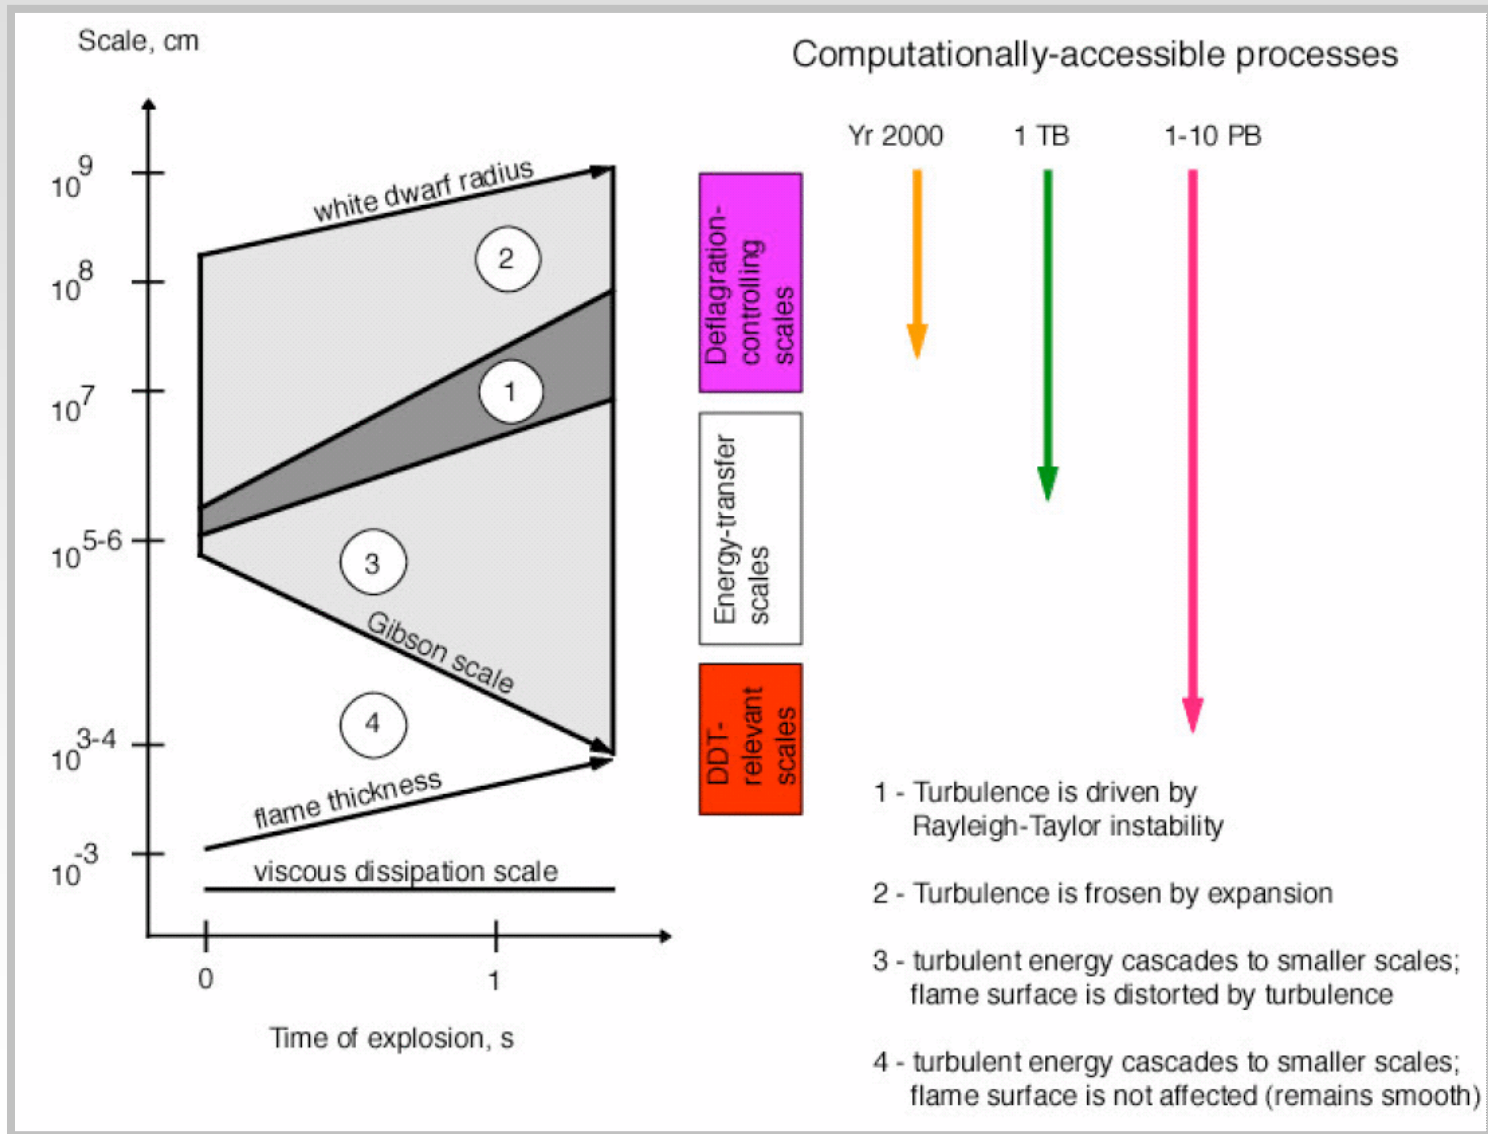 Scale, cm
Computationally-accessible processes
Yr 2000
1 TB
1-10 PB
10^9
10^8
10^7
10^5-6
10^3-4
10^-3
white dwarf radius
2
1
3
Gibson scale
4
flame thickness
viscous dissipation scale
0
1
Time of explosion, s
Deflagration-
controlling
scales
Energy-transfer
scales
DDT-
relevant
scales
1 - Turbulence is driven by
Rayleigh-Taylor instability
2 - Turbulence is frosen by expansion
3 - turbulent energy cascades to smaller scales;
flame surface is distorted by turbulence
4 - turbulent energy cascades to smaller scales;
flame surface is not affected (remains smooth)